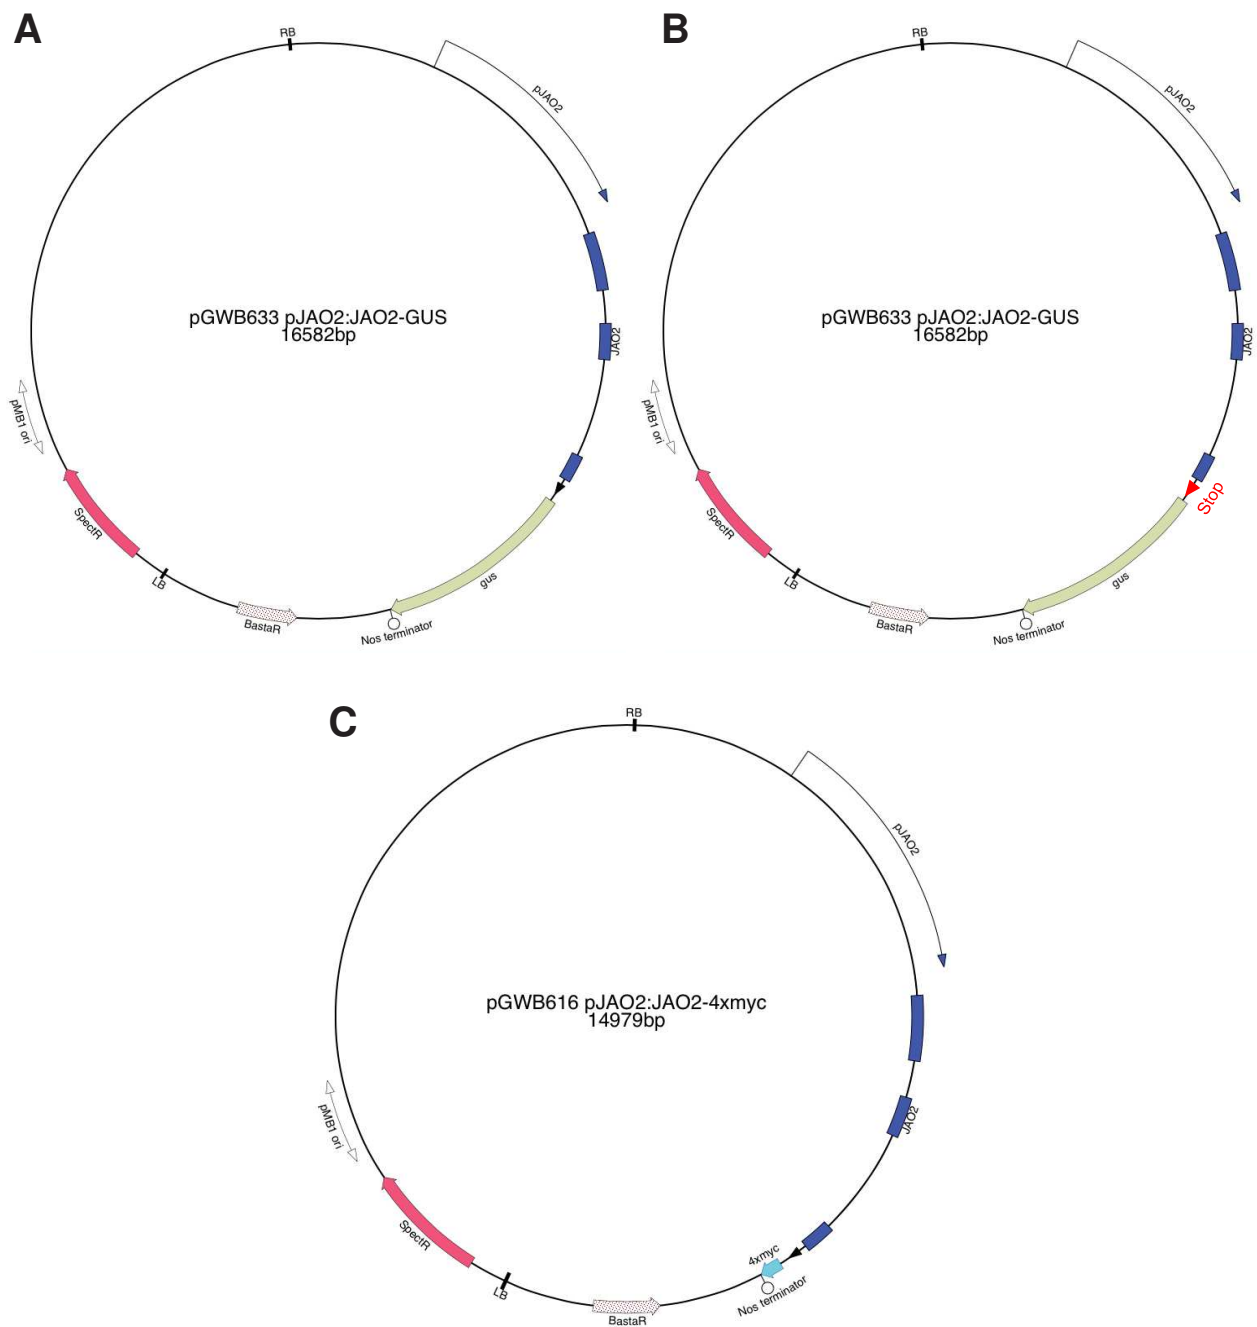 A
RB
pJAO2
pGWB633 pJAO2:JAO2-GUS
16582bp
JAO2
pMB1 ori
SpectR
LB
BastaR
Nos terminator
gus
B
RB
pJAO2
pGWB633 pJAO2:JAO2-GUS
16582bp
JAO2
pMB1 ori
Stop
SpectR
LB
BastaR
Nos terminator
gus
C
RB
pJAO2
pGWB616 pJAO2:JAO2-4xmyc
14979bp
JAO2
pMB1 ori
SpectR
LB
BastaR
4xmyc
Nos terminator